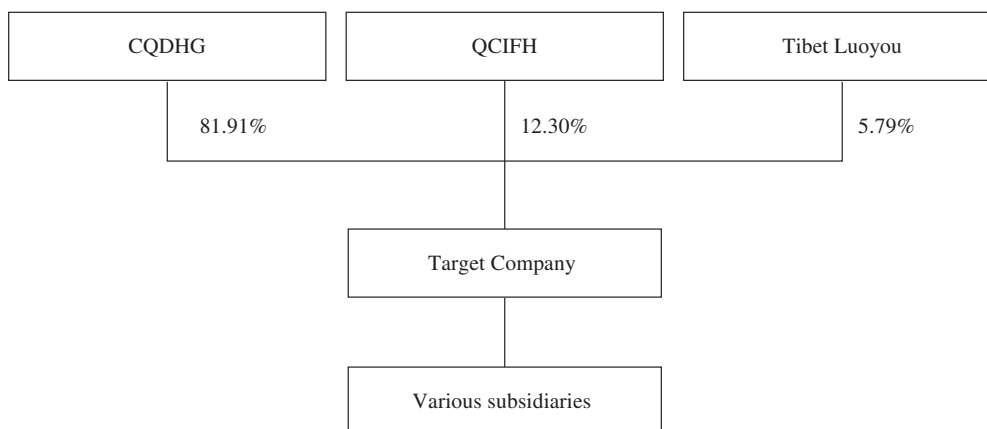 CQDHG
QCIFH
Tibet Luoyou
81.91%
12.30%
5.79%
Target Company
Various subsidiaries